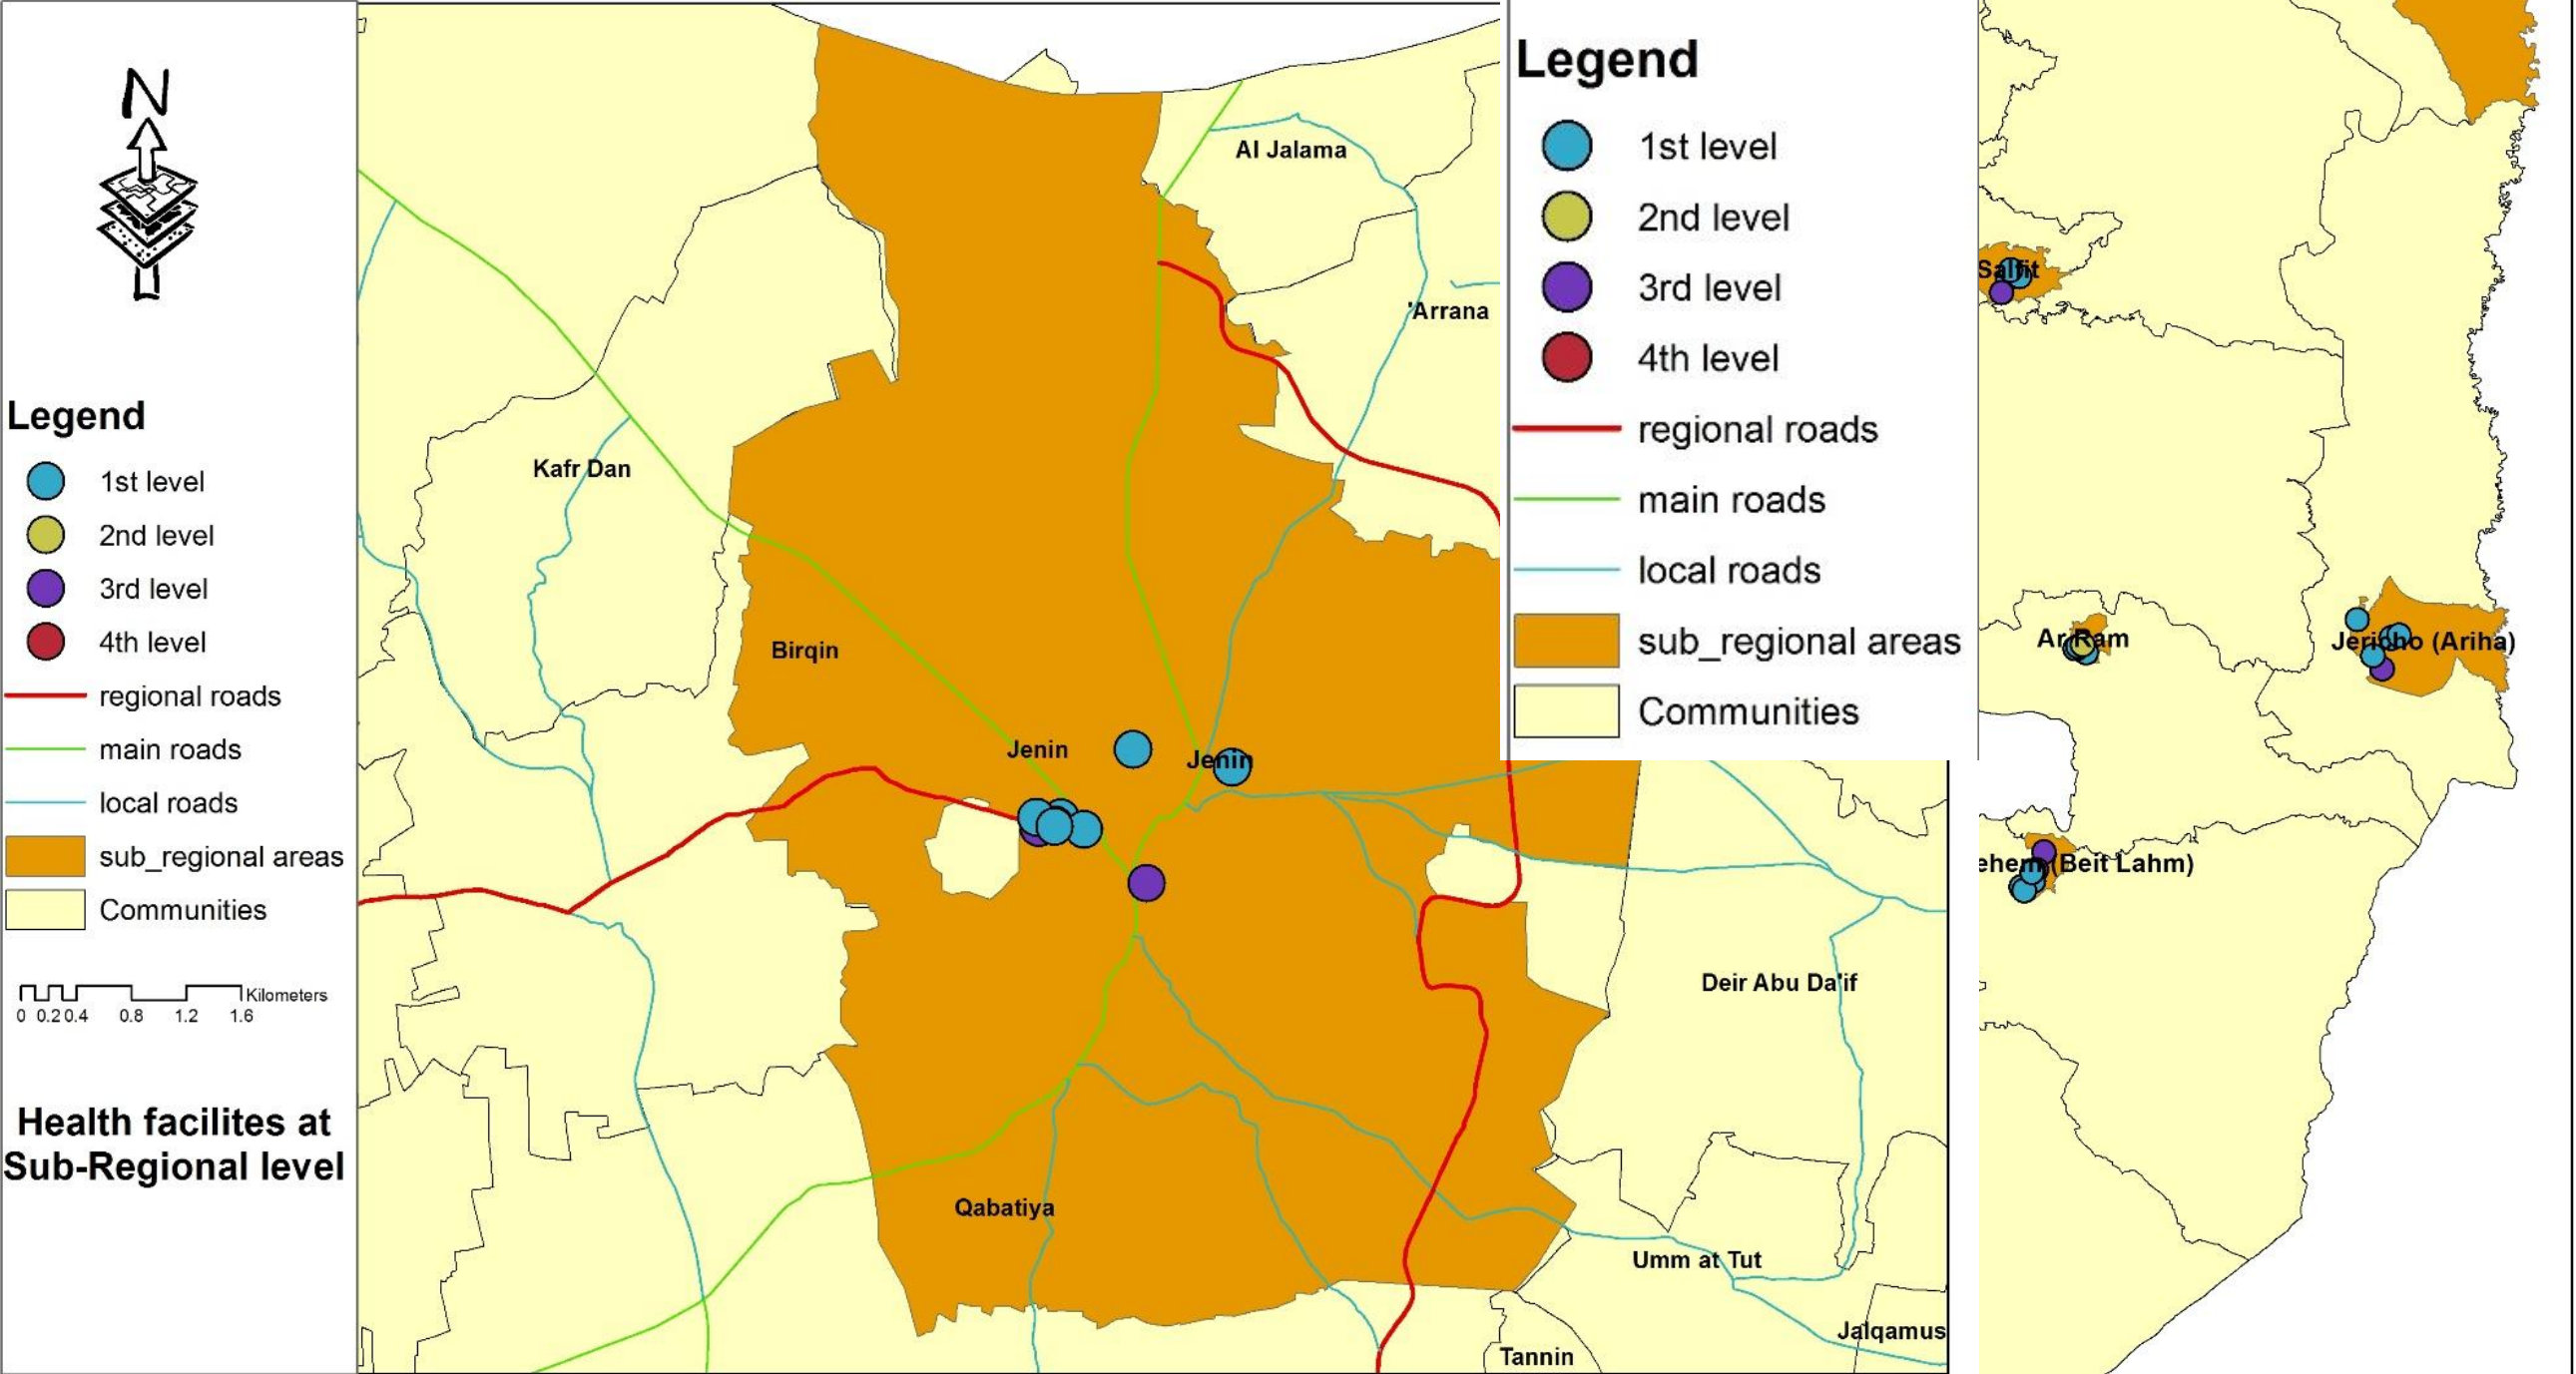 N
Legend
1st level
2nd level
3rd level
4th level
regional roads
main roads
local roads
sub_regional areas
Communities
Kilometers
0 0.2 0.4 0.8 1.2 1.6
Health facilites at
Sub-Regional level
Al Jalama
'Arrana
Kafr Dan
Birqin
Jenin
Jenin
Deir Abu Da'if
Qabatiya
Umm at Tut
Jalqamus
Tannin
Legend
1st level
2nd level
3rd level
4th level
regional roads
main roads
local roads
sub_regional areas
Communities
Salfit
Ar Ram
Jericho (Ariha)
ehem (Beit Lahm)